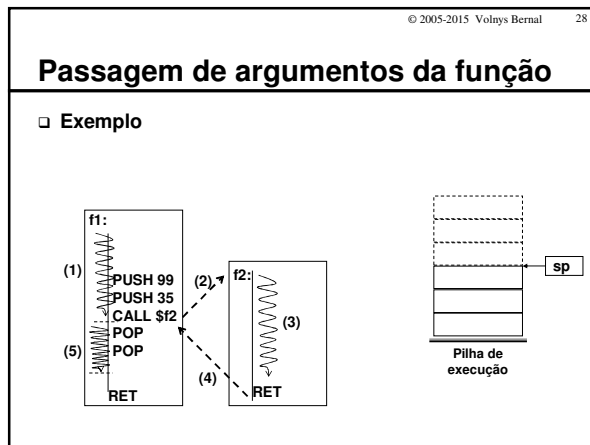 © 2005-2015 Volnys Bernal 28
Passagem de argumentos da função
❑ Exemplo
f1:
(1)
PUSH 99
PUSH 35
CALL $f2
POP
(5)
POP
RET
(2)
f2:
(3)
(4)
RET
sp
Pilha de
execução